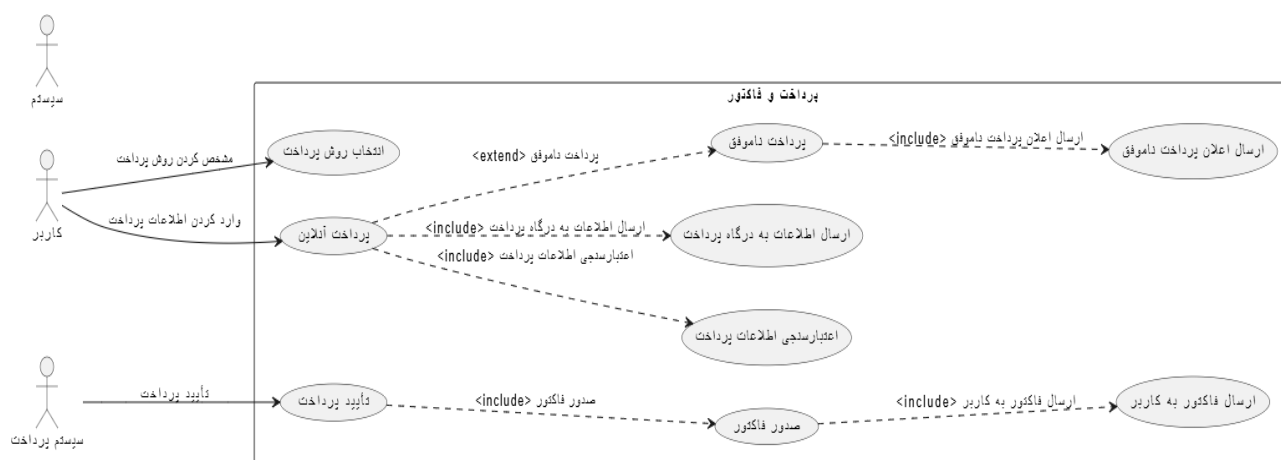 سیستم
پرداخت و فاکتور
کاربر
مشخص کردن روش پرداخت
انتخاب روش پرداخت
وارد کردن اطلاعات پرداخت
پرداخت آنلاین
<extend> پرداخت ناموفق
پرداخت ناموفق
<include> ارسال اعلان پرداخت ناموفق
ارسال اعلان پرداخت ناموفق
<include> ارسال اطلاعات به درگاه پرداخت
ارسال اطلاعات به درگاه پرداخت
<include> اعتبارسنجی اطلاعات پرداخت
اعتبارسنجی اطلاعات پرداخت
سیستم پرداخت
تأیید پرداخت
تأیید پرداخت
<include> صدور فاکتور
صدور فاکتور
<include> ارسال فاکتور به کاربر
ارسال فاکتور به کاربر